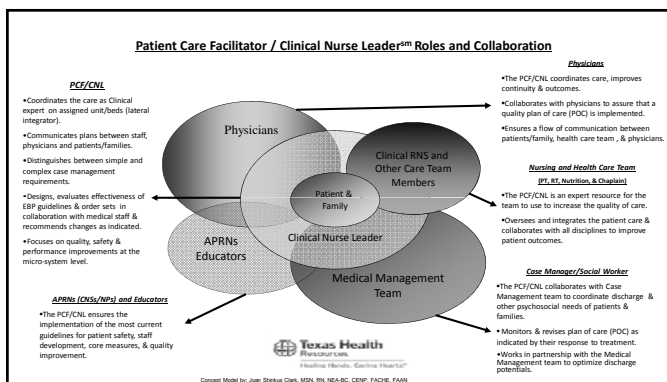 Patient Care Facilitator / Clinical Nurse Leaderˢᵐ Roles and Collaboration
PCF/CNL
•Coordinates the care as Clinical
expert on assigned unit/beds (lateral
integrator).
•Communicates plans between staff,
physicians and patients/families.
•Distinguishes between simple and
complex case management
requirements.
•Designs, evaluates effectiveness of
EBP guidelines & order sets in
collaboration with medical staff &
recommends changes as indicated.
•Focuses on quality, safety &
performance improvements at the
micro-system level.
APRNs (CNSs/NPs) and Educators
•The PCF/CNL ensures the
implementation of the most current
guidelines for patient safety, staff
development, core measures, & quality
improvement.
Physicians
Clinical RNS and
Other Care Team
Members
Patient &
Family
Clinical Nurse Leader
APRNs
Educators
Medical Management
Team
Physicians
•The PCF/CNL coordinates care, improves
continuity & outcomes.
•Collaborates with physicians to assure that a
quality plan of care (POC) is implemented.
•Ensures a flow of communication between
patients/family, health care team , & physicians.
Nursing and Health Care Team
(PT, RT, Nutrition, & Chaplain)
•The PCF/CNL is an expert resource for the
team to use to increase the quality of care.
•Oversees and integrates the patient care &
collaborates with all disciplines to improve
patient outcomes.
Case Manager/Social Worker
•The PCF/CNL collaborates with Case
Management team to coordinate discharge &
other psychosocial needs of patients &
families.
• Monitors & revises plan of care (POC) as
indicated by their response to treatment.
•Works in partnership with the Medical
Management team to optimize discharge
potentials.
Texas Health
Resources
Healing Hands. Caring Hearts.
Concept Model by: Joan Shinkus Clark, MSN, RN, NEA-BC, CENP, FACHE, FAAN